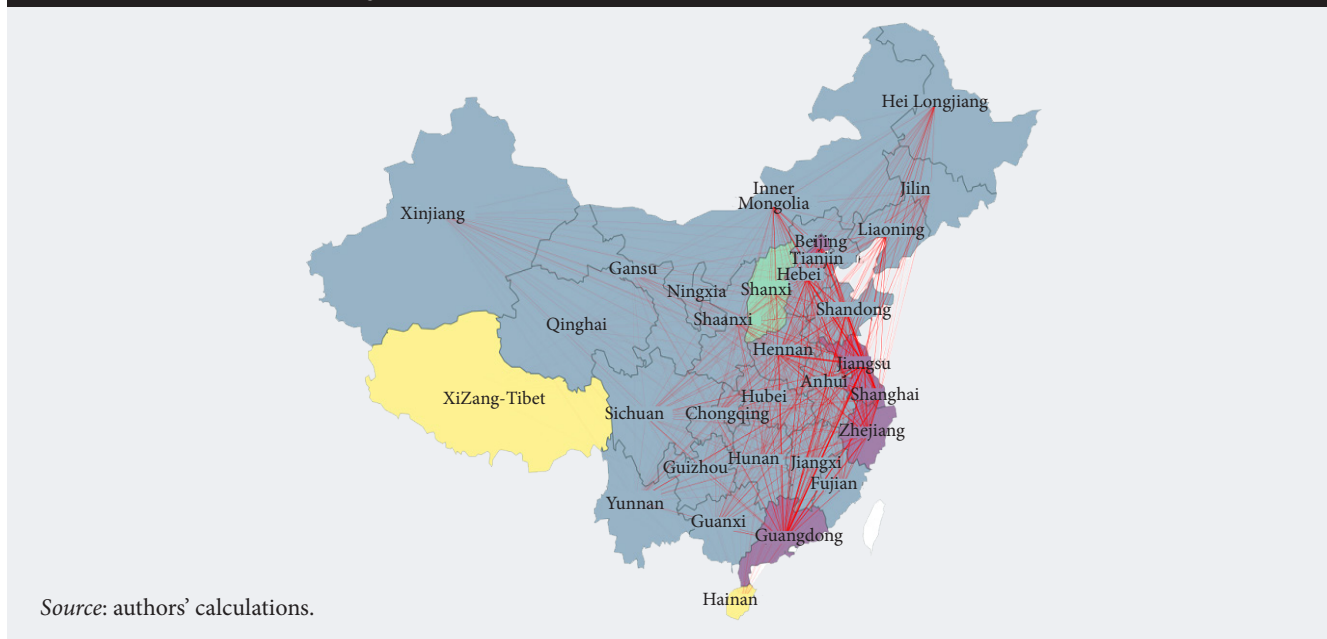 Hei Longjiang
Inner
Mongolia
Jilin
Xinjiang
Liaoning
Beijing
Tianjin
Gansu
Hebei
Ningxia
Shanxi
Shandong
Shaanxi
Qinghai
Hennan
Jiangsu
Anhui
XiZang-Tibet
Hubei
Shanghai
Sichuan
Chongqing
Zhejiang
Hunan
Jiangxi
Guizhou
Fujian
Yunnan
Guanxi
Guangdong
Hainan
Source: authors’ calculations.